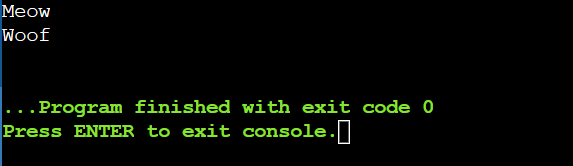 Meow
Woof
...Program finished with exit code 0
Press ENTER to exit console.